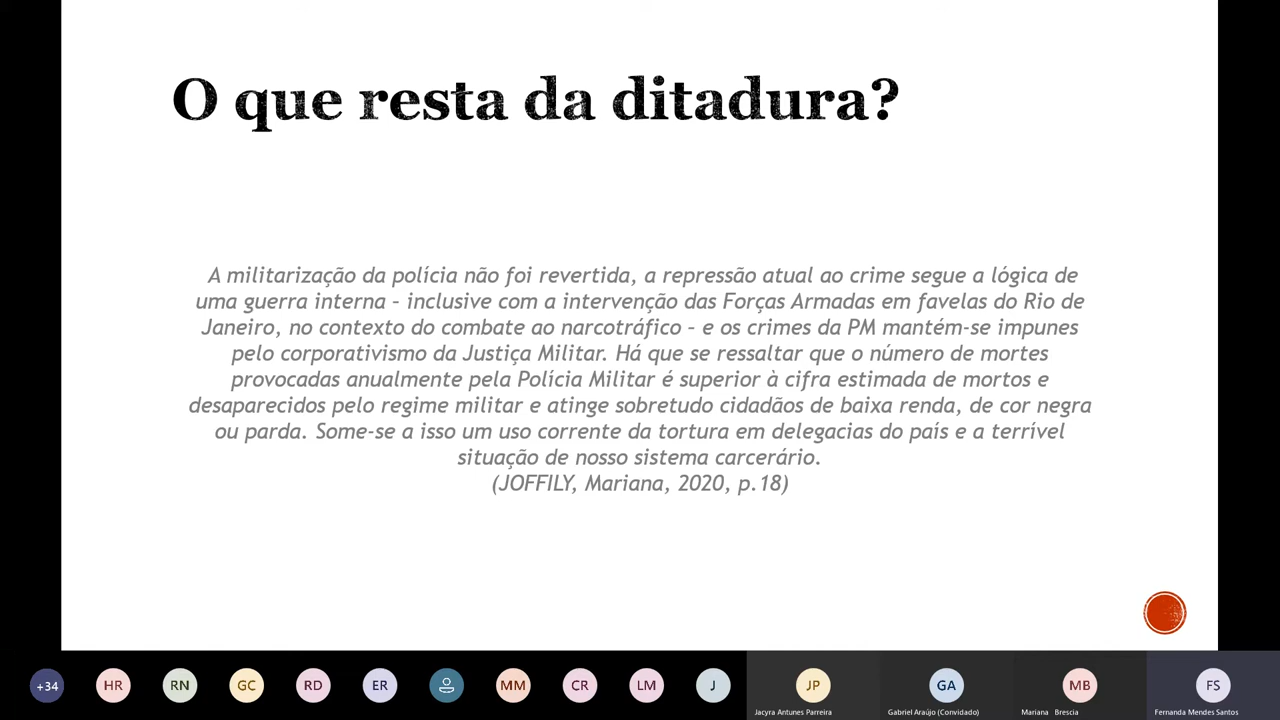 O que resta da ditadura?
A militarização da polícia não foi revertida, a repressão atual ao crime segue a lógica de
uma guerra interna – inclusive com a intervenção das Forças Armadas em favelas do Rio de
Janeiro, no contexto do combate ao narcotráfico – e os crimes da PM mantém-se impunes
pelo corporativismo da Justiça Militar. Há que se ressaltar que o número de mortes
provocadas anualmente pela Polícia Militar é superior à cifra estimada de mortos e
desaparecidos pelo regime militar e atinge sobretudo cidadãos de baixa renda, de cor negra
ou parda. Some-se a isso um uso corrente da tortura em delegacias do país e a terrível
situação de nosso sistema carcerário.
(JOFFILY, Mariana, 2020, p.18)
+34 HR RN GC RD ER MM CR LM J JP GA MB FS
Jacyra Antunes Parreira Gabriel Araújo (Convidado) Mariana Brescia Fernanda Mendes Santos